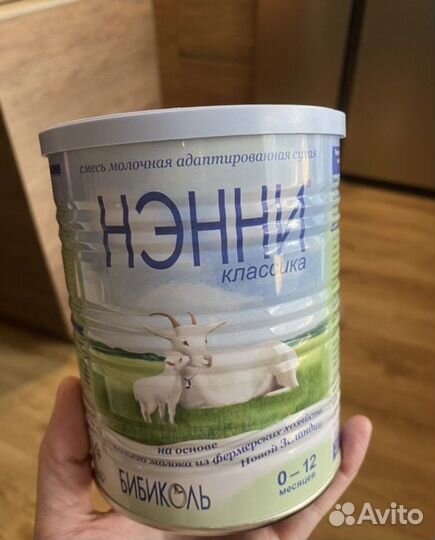 смесь молочная адаптированная сухая
НЭННИ®
классика
на основе
молока из фермерских хозяйств
Новой Зеландии
0–12
месяцев
БИБИКОЛЬ
Avito